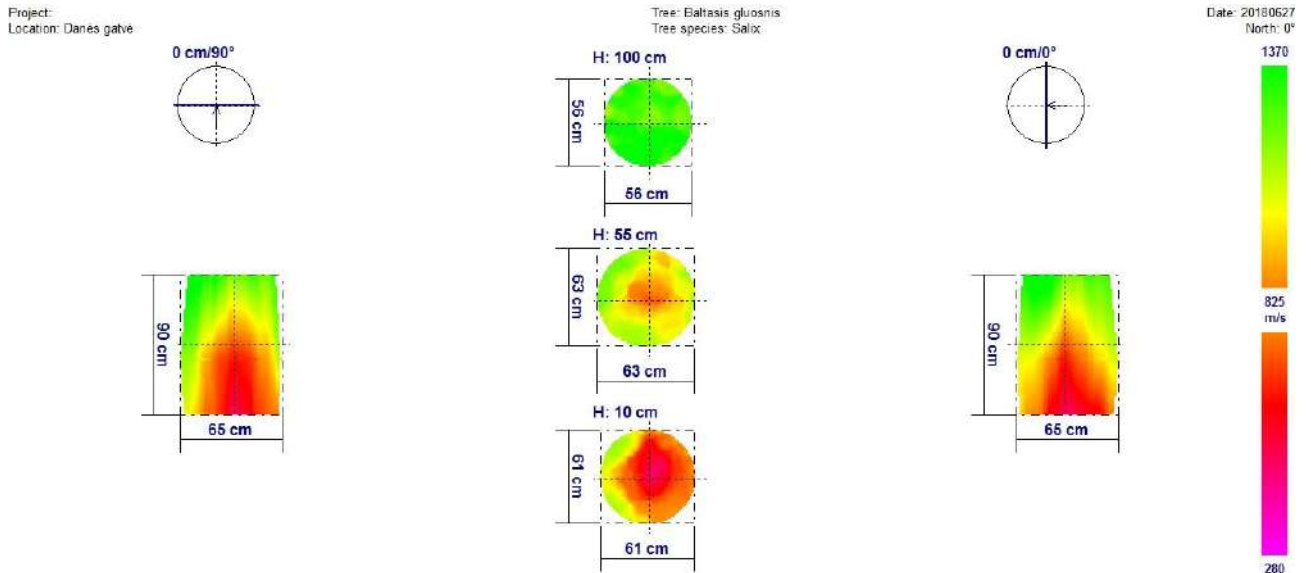 Project:
Location: Danės gatvė
Tree: Baltasis gluosnis
Tree species: Salix
Date: 20180627
North: 0°
0 cm/90°
H: 100 cm
56 cm
56 cm
0 cm/0°
1370
H: 55 cm
63 cm
63 cm
90 cm
65 cm
90 cm
65 cm
825
m/s
H: 10 cm
61 cm
61 cm
280